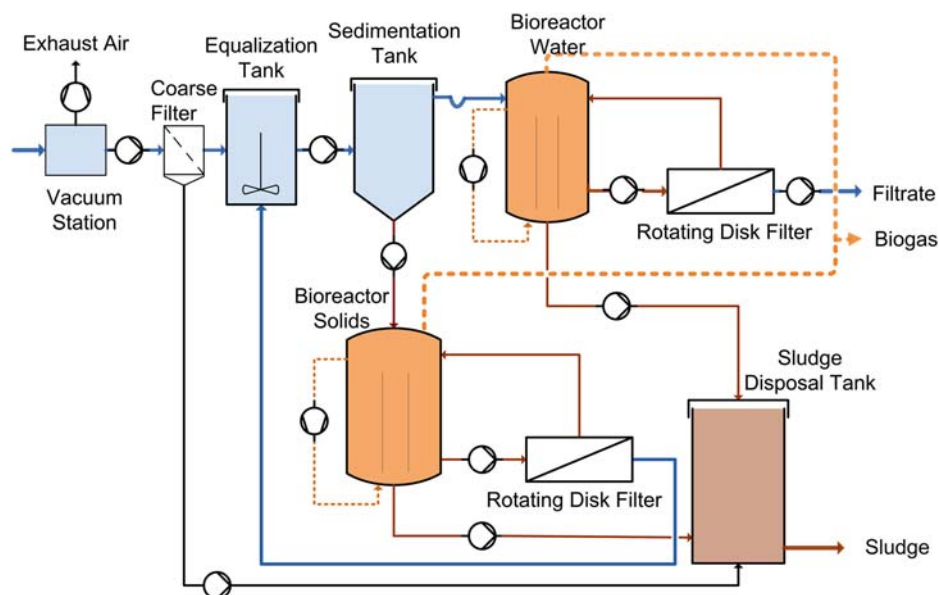 Exhaust Air
Coarse
Filter
Equalization
Tank
Sedimentation
Tank
Bioreactor
Water
Vacuum
Station
Rotating Disk Filter
Filtrate
Biogas
Bioreactor
Solids
Sludge
Disposal Tank
Rotating Disk Filter
Sludge